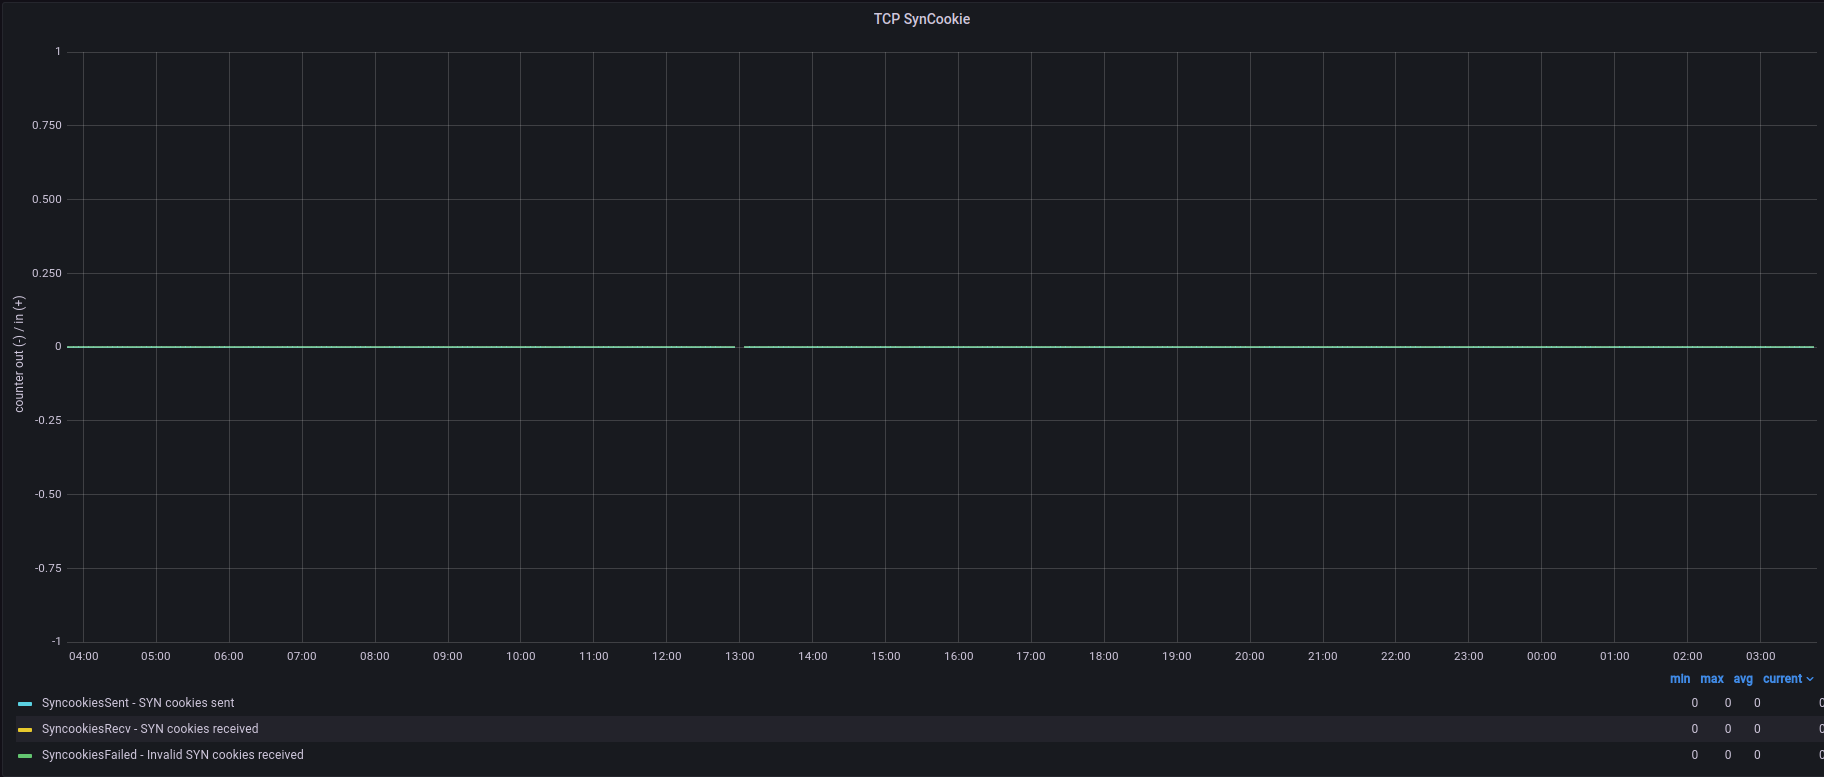 TCP SynCookie
1
0.750
0.500
0.250
0
-0.25
-0.50
-0.75
-1
counter out (-) / in (+)
04:00 05:00 06:00 07:00 08:00 09:00 10:00 11:00 12:00 13:00 14:00 15:00 16:00 17:00 18:00 19:00 20:00 21:00 22:00 23:00 00:00 01:00 02:00 03:00
min max avg current
SyncookiesSent - SYN cookies sent 0 0 0 0
SyncookiesRecv - SYN cookies received 0 0 0 0
SyncookiesFailed - Invalid SYN cookies received 0 0 0 0